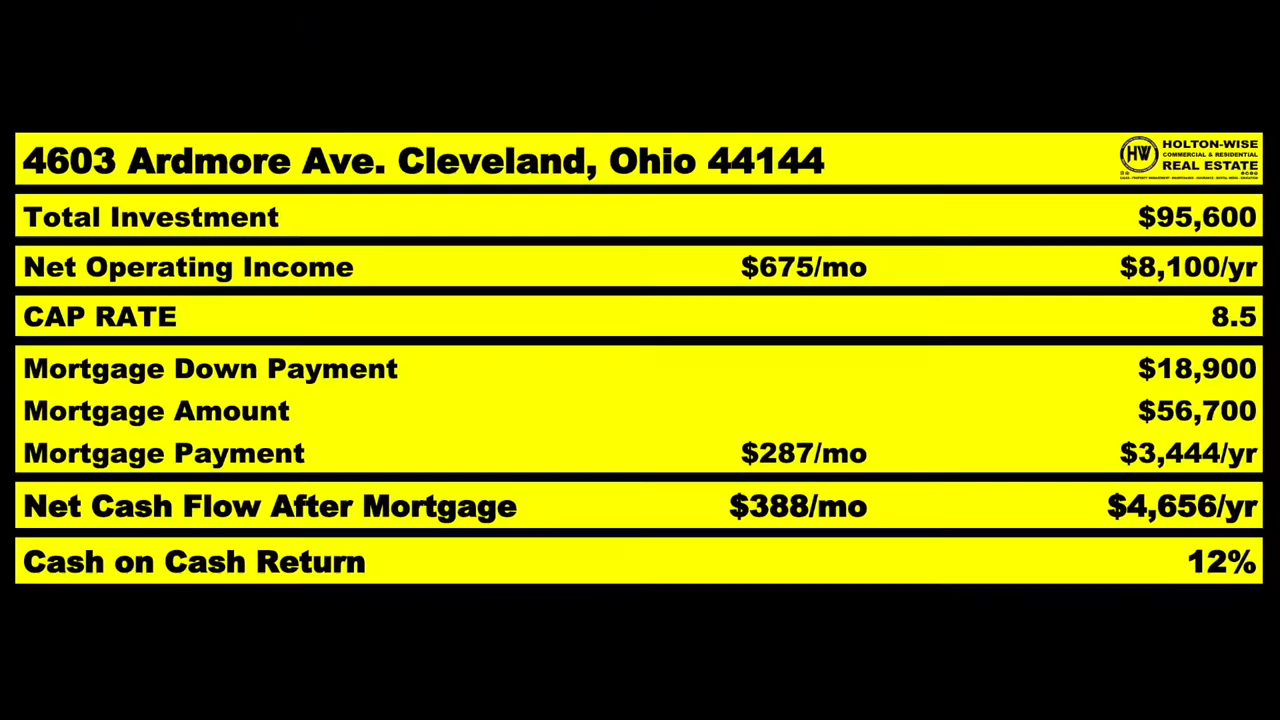 4603 Ardmore Ave. Cleveland, Ohio 44144
HW
HOLTON-WISE
COMMERCIAL & RESIDENTIAL
REAL ESTATE
Total Investment $95,600
Net Operating Income $675/mo $8,100/yr
CAP RATE 8.5
Mortgage Down Payment $18,900
Mortgage Amount $56,700
Mortgage Payment $287/mo $3,444/yr
Net Cash Flow After Mortgage $388/mo $4,656/yr
Cash on Cash Return 12%